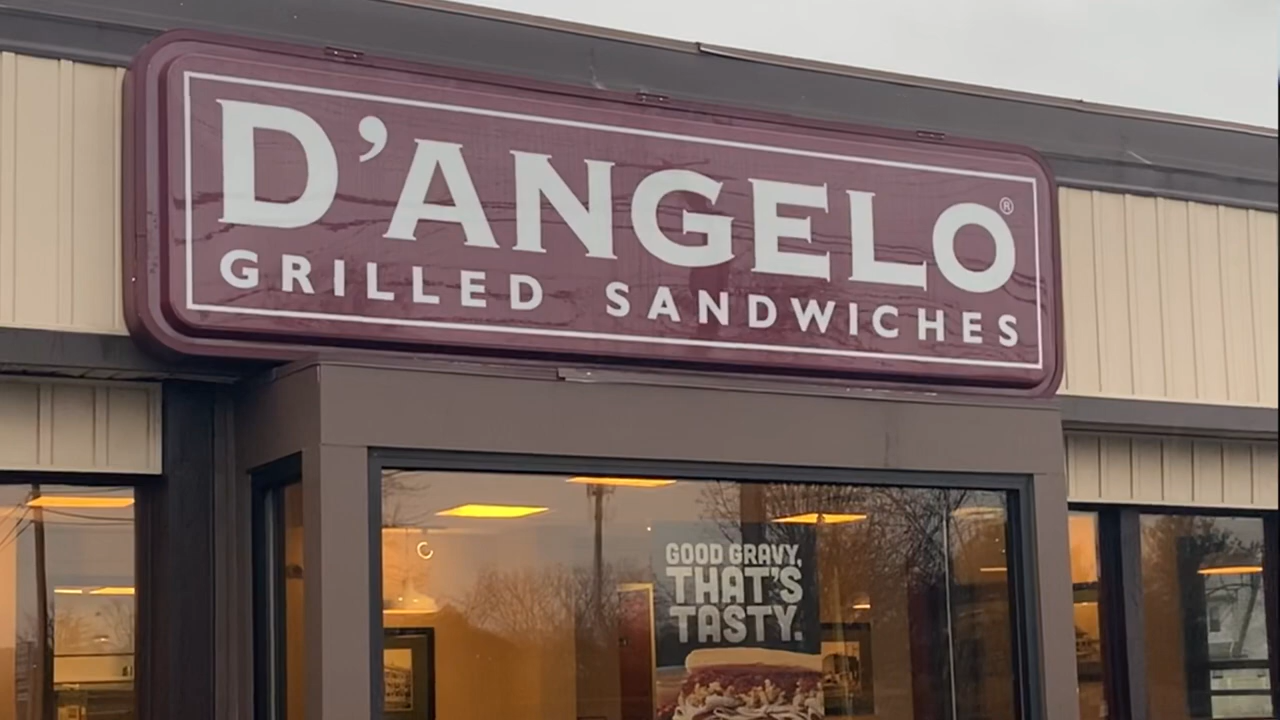 D'ANGELO®
GRILLED SANDWICHES
GOOD GRAVY,
THAT'S
TASTY.